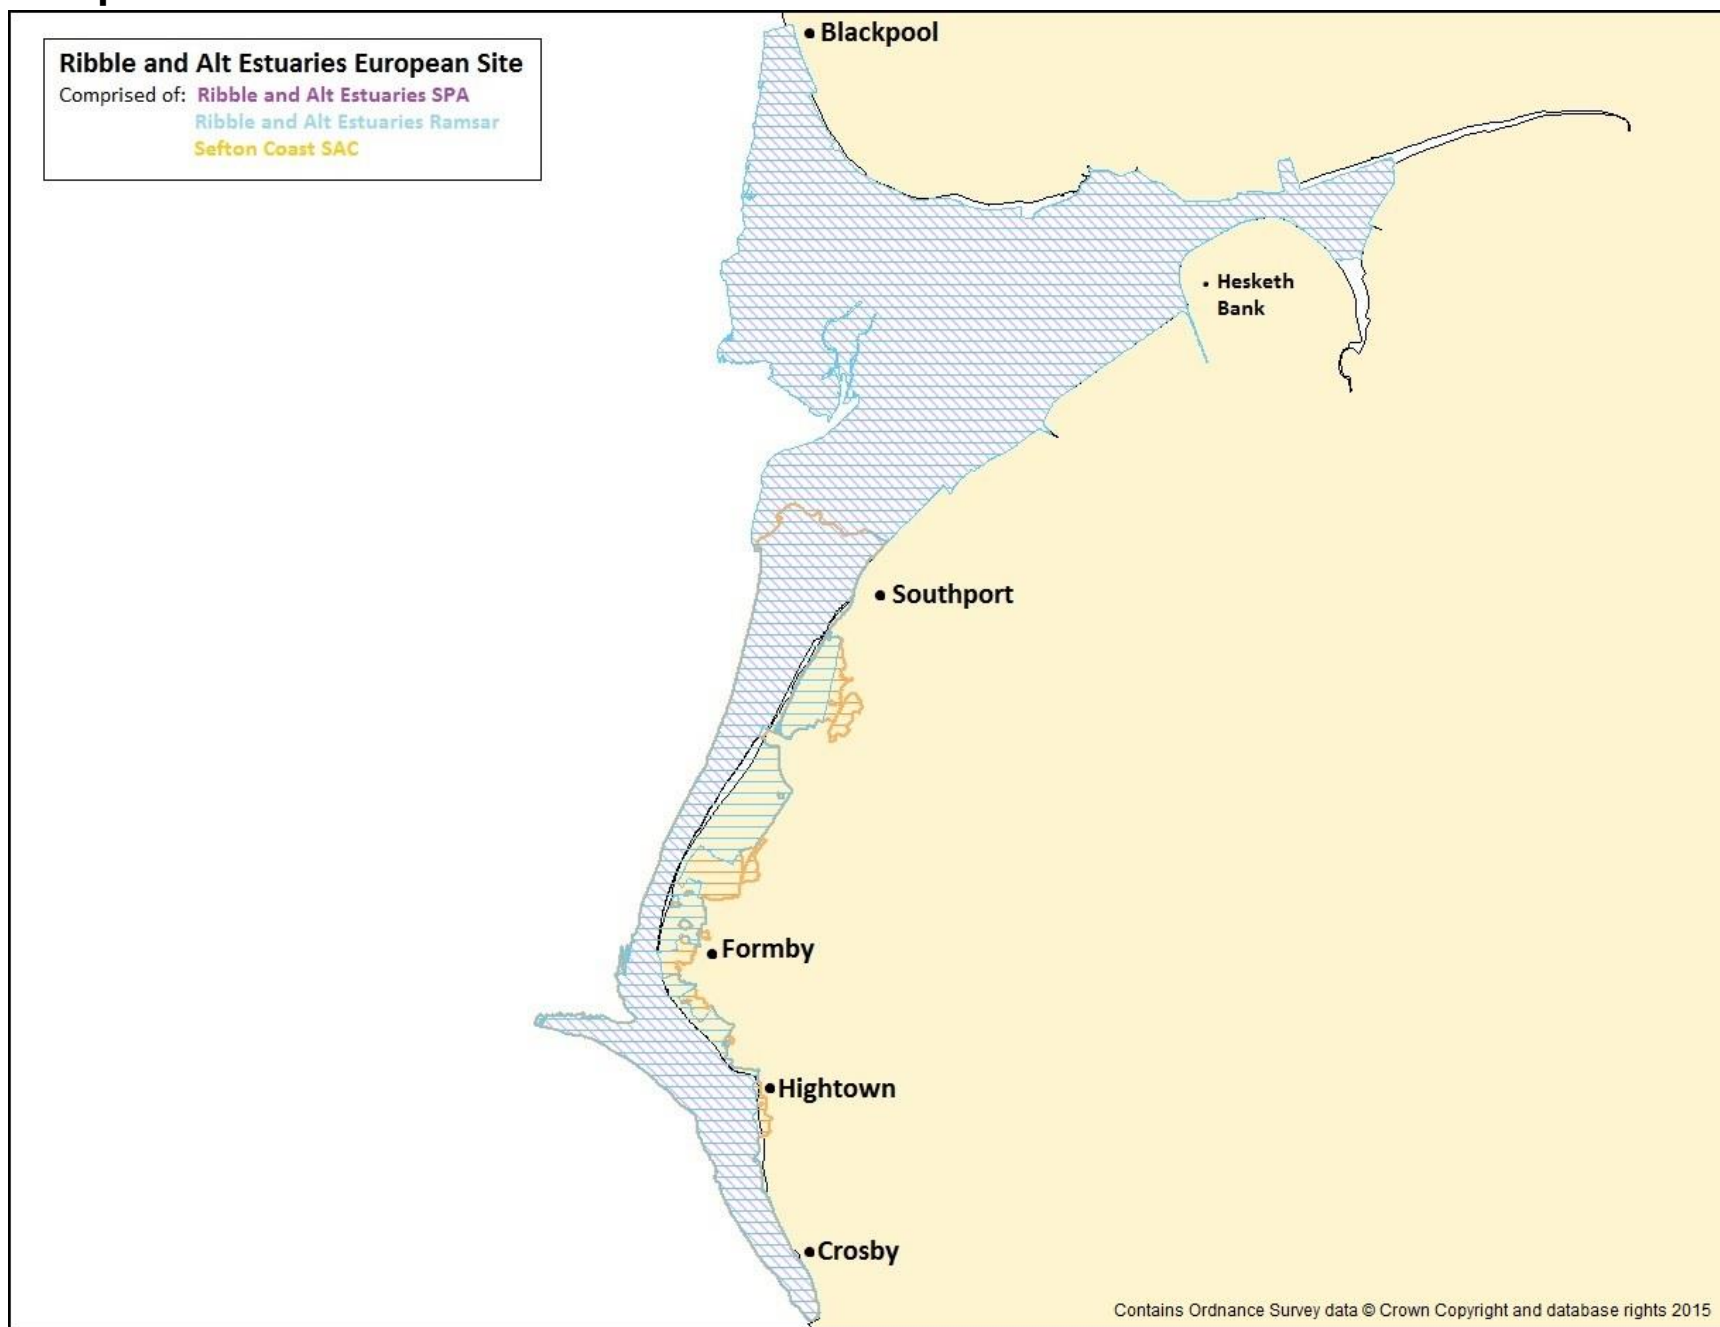 Ribble and Alt Estuaries European Site
Comprised of: Ribble and Alt Estuaries SPA
Ribble and Alt Estuaries Ramsar
Sefton Coast SAC
Blackpool
Hesketh
Bank
Southport
Formby
Hightown
Crosby
Contains Ordnance Survey data © Crown Copyright and database rights 2015